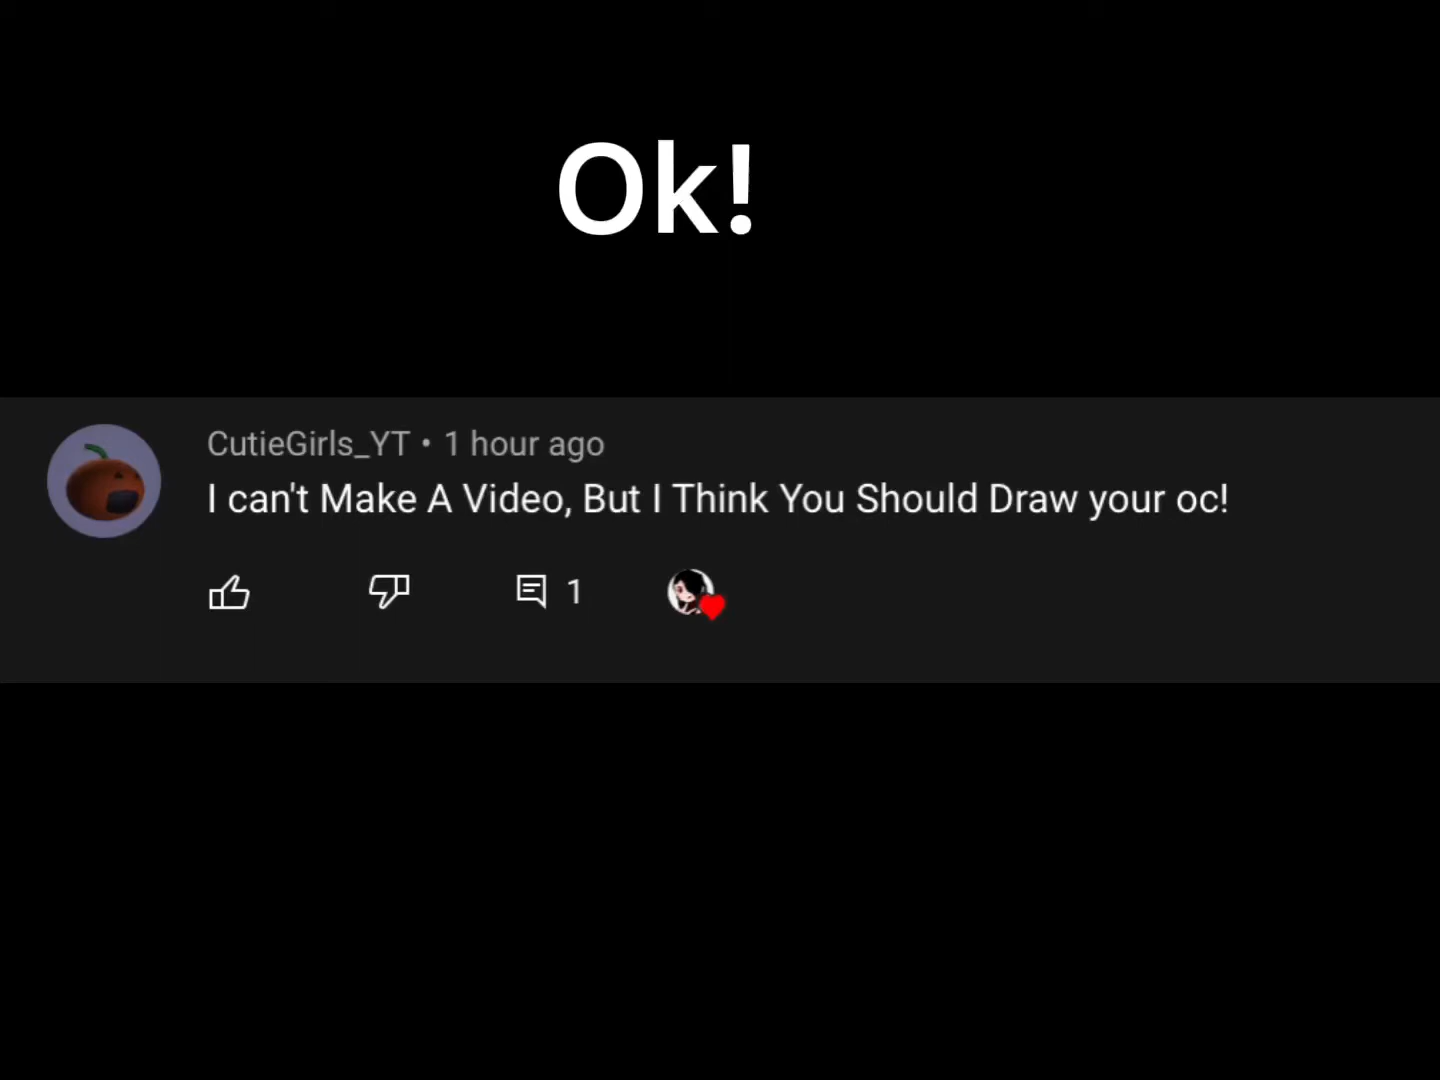 Ok!
CutieGirls_YT • 1 hour ago
I can't Make A Video, But I Think You Should Draw your oc!
1